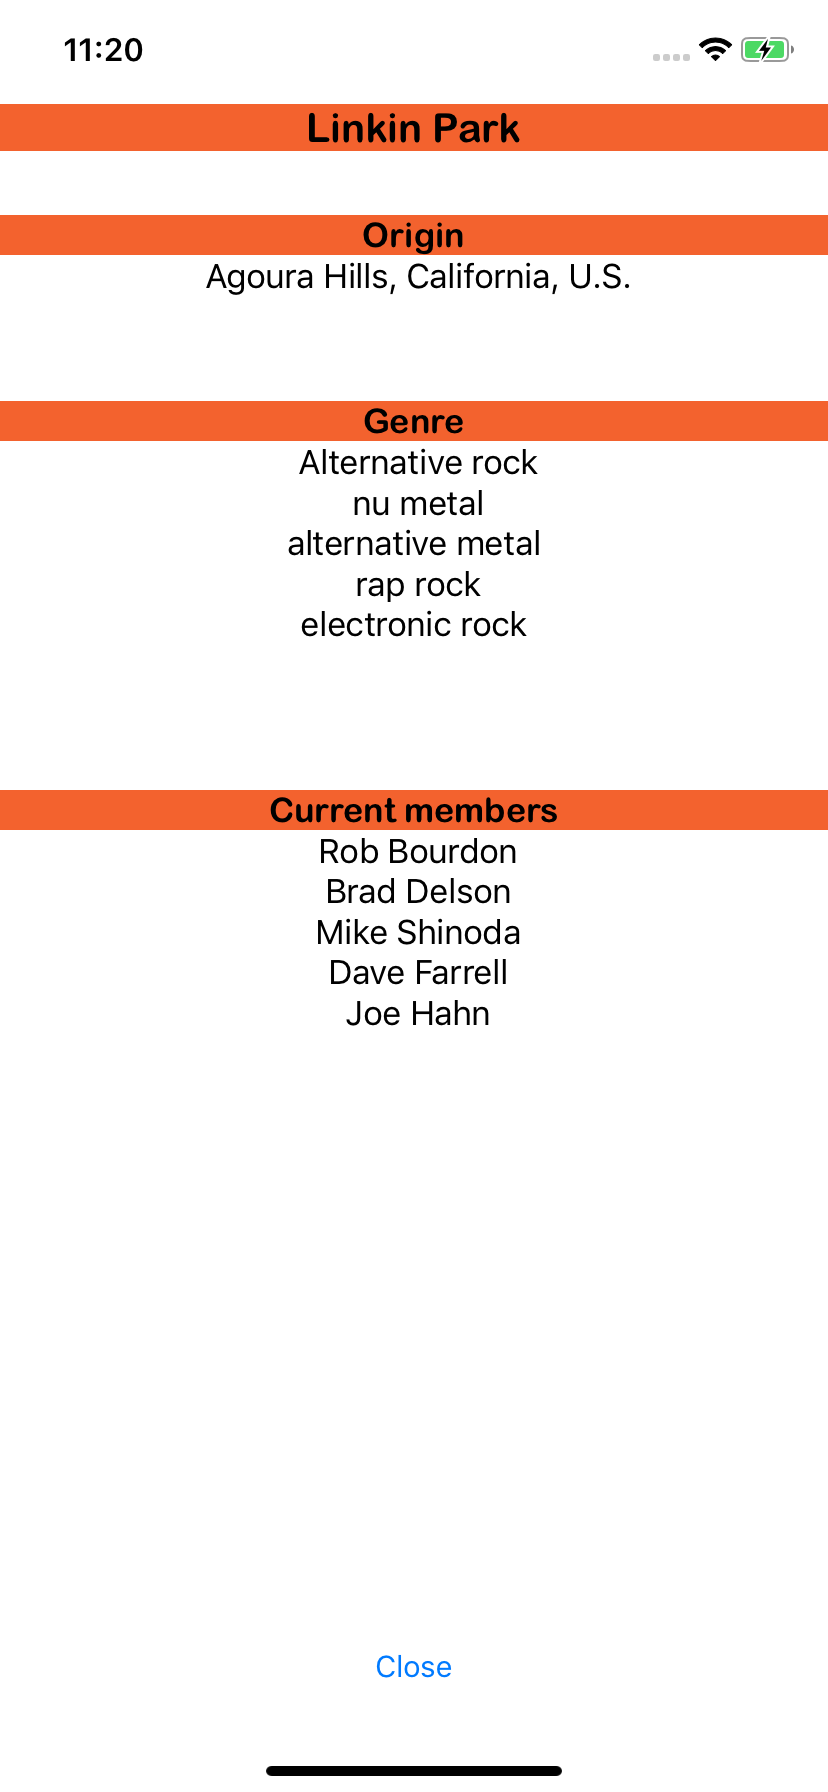 11:20
Linkin Park
Origin
Agoura Hills, California, U.S.
Genre
Alternative rock
nu metal
alternative metal
rap rock
electronic rock
Current members
Rob Bourdon
Brad Delson
Mike Shinoda
Dave Farrell
Joe Hahn
Close